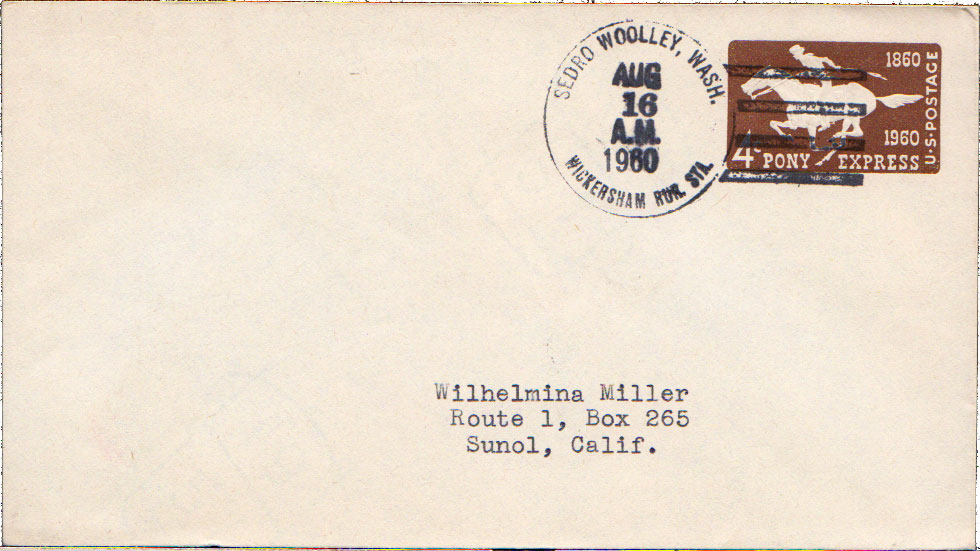 SEDRO WOOLLEY, WASH.
AUG
16
A.M.
1960
WICKERSHAM RUR. STA.
1860
1960
U.S. POSTAGE
4¢ PONY EXPRESS
Wilhelmina Miller
Route 1, Box 265
Sunol, Calif.